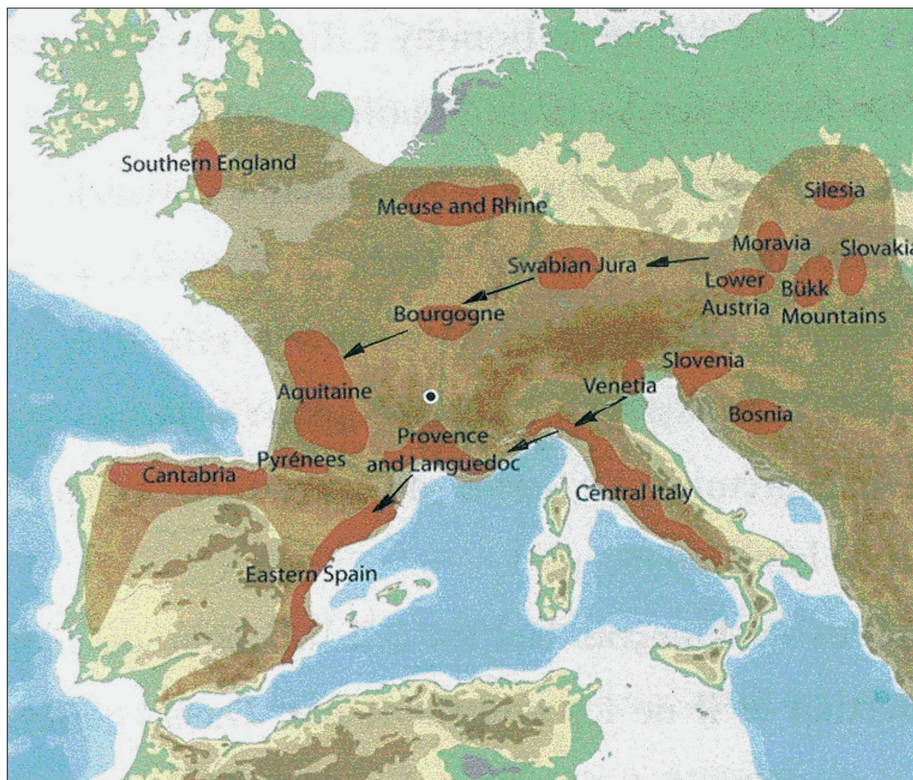 Southern England
Meuse and Rhine
Silesia
Moravia
Slovakia
Swabian Jura
Lower
Austria
Bükk
Mountains
Bourgogne
Slovenia
Venetia
Aquitaine
Bosnia
Provence
and Languedoc
Pyrénees
Cantabria
Central Italy
Eastern Spain